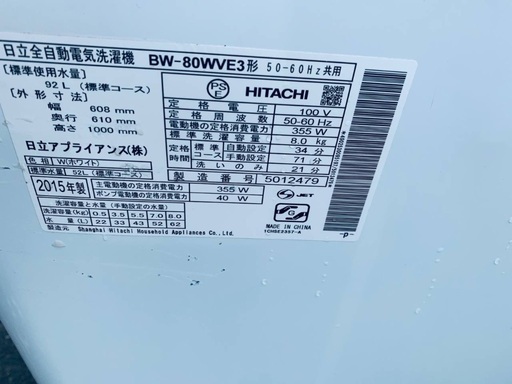 日立全自動電気洗濯機 BW-80WVE3形 50-60Hz共用
[標準使用水量]
92L (標準コース)
[外形寸法]
幅 608 mm
奥行 610 mm
高さ 1000 mm
日立アプライアンス(株)
PS E HITACHI
定格電圧 100 V
定格周波数 50-60 Hz
電動機の定格消費電力 355 W
標準洗濯容量 8.0 kg
定格時間 標準コース 34 分
自動 手動設定 71 分
洗いのみ 21 分
色相 W(ホワイト)
標準水量 52L (標準コース)
製造番号 5012479
2015年製
主電動機の定格消費電力 355 W
ポンプ電動機の定格消費電力 40 W
洗濯容量と水量 (手動設定の水量)
洗濯容量(kg) 0.5 3.5 5.5 7.0 8.0
水量(L) 22 33 43 52 62
製造元 Shanghai Hitachi Household Appliances Co., Ltd.
S JET
G
MADE IN CHINA
1CHSE3357-A
-P-